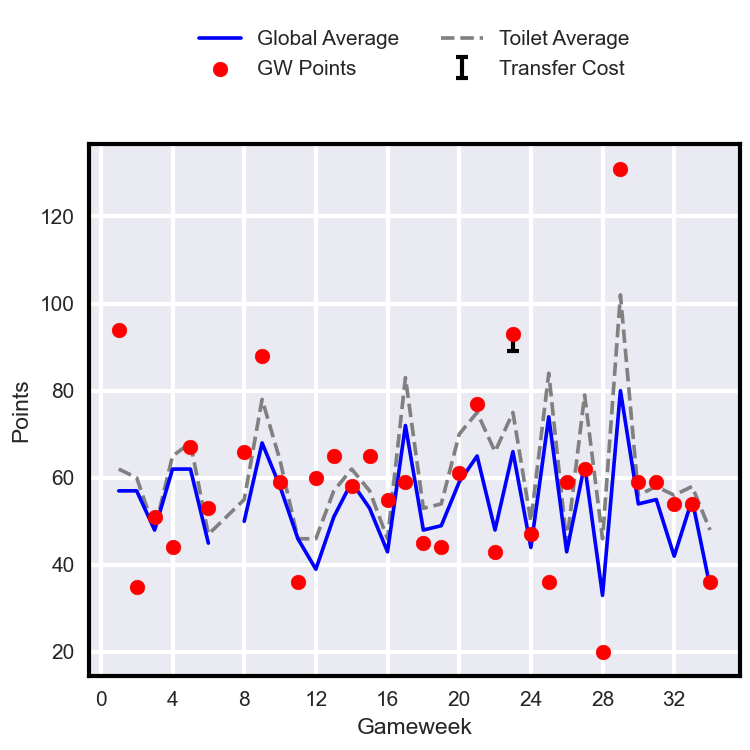 Global Average
Toilet Average
GW Points
Transfer Cost
120
100
80
60
40
20
Points
0 4 8 12 16 20 24 28 32
Gameweek